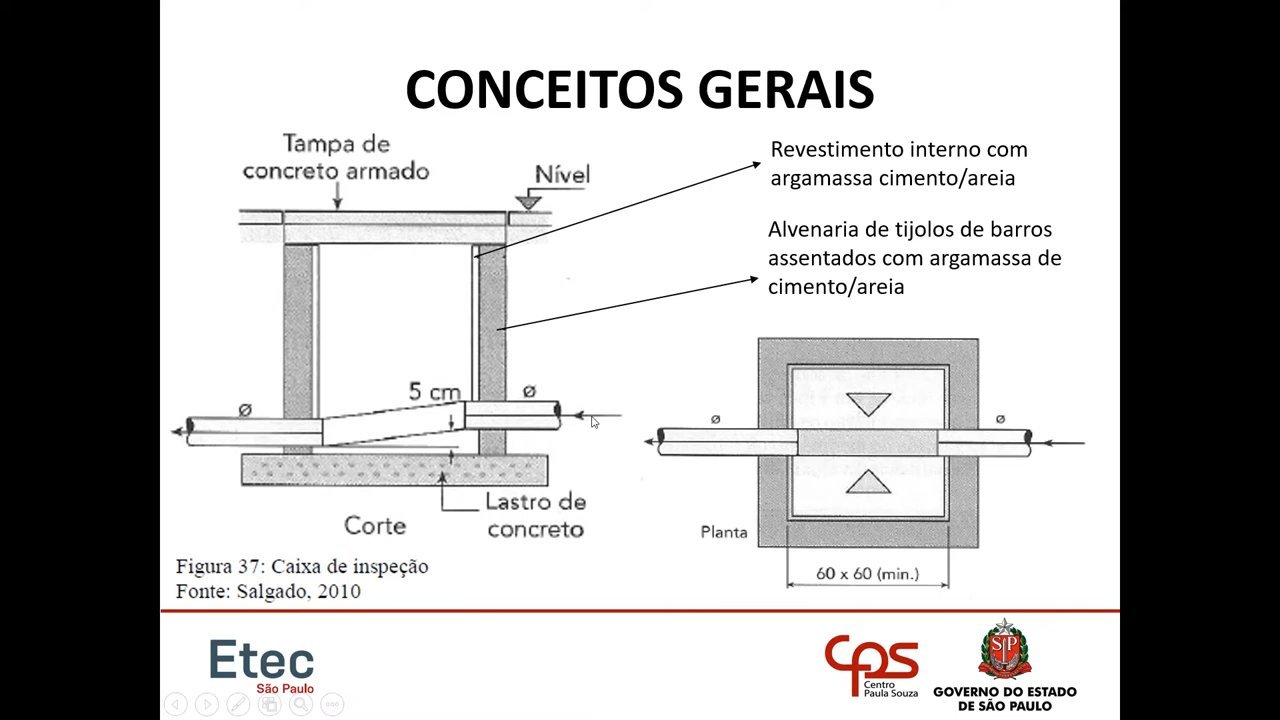 CONCEITOS GERAIS
Tampa de
concreto armado
Nível
Revestimento interno com
argamassa cimento/areia
Alvenaria de tijolos de barros
assentados com argamassa de
cimento/areia
5 cm
ø
ø
Lastro de
concreto
Corte
ø
ø
Planta
60 x 60 (min.)
Figura 37: Caixa de inspeção
Fonte: Salgado, 2010
Etec
São Paulo
CPS
Centro
Paula Souza
SP
GOVERNO DO ESTADO
DE SÃO PAULO